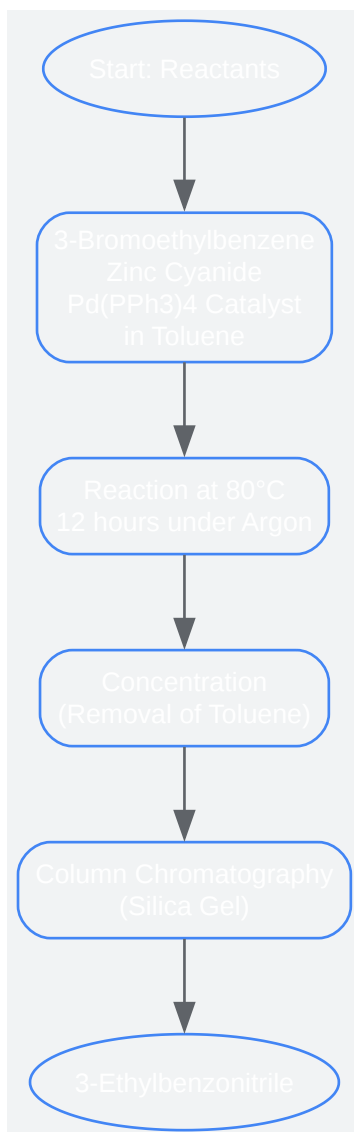 Start: Reactants
3-Bromoethylbenzene
Zinc Cyanide
Pd(PPh3)4 Catalyst
in Toluene
Reaction at 80°C
12 hours under Argon
Concentration
(Removal of Toluene)
Column Chromatography
(Silica Gel)
3-Ethylbenzonitrile